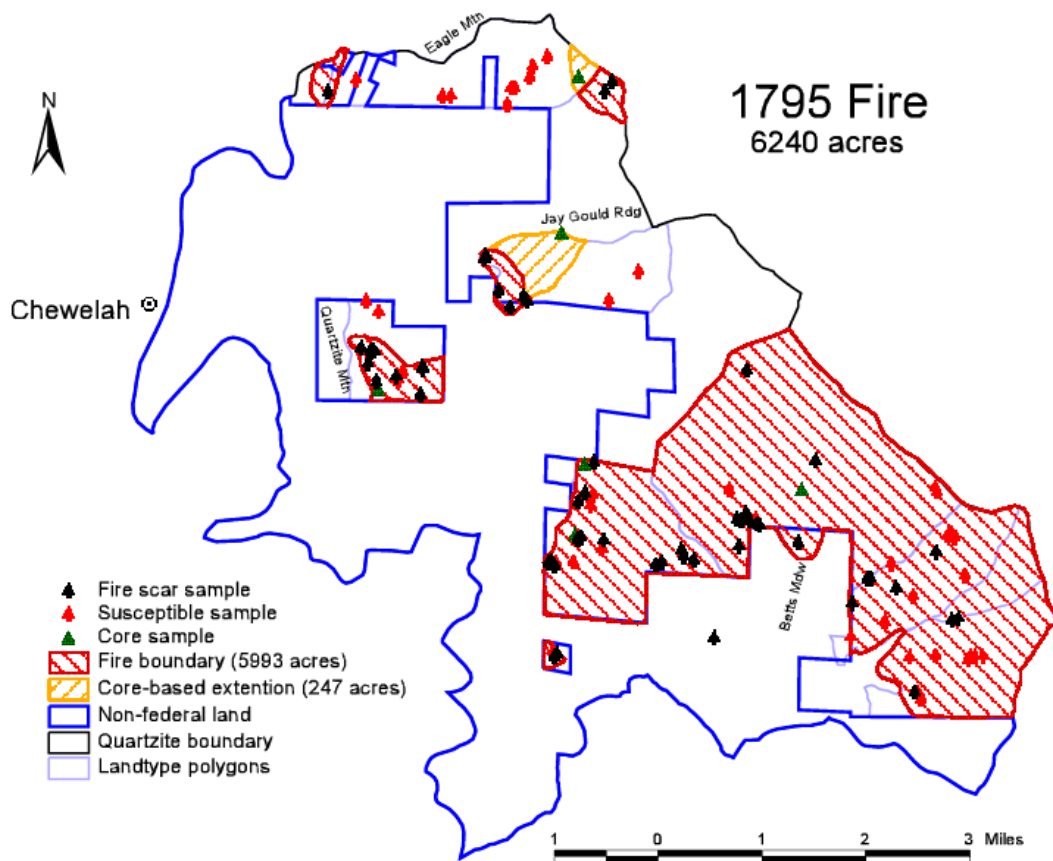 Eagle Mtn
N
1795 Fire
6240 acres
Jay Gould Rdg
Chewelah
Quartzite Mtn
Betts Mdw
Fire scar sample
Susceptible sample
Core sample
Fire boundary (5993 acres)
Core-based extention (247 acres)
Non-federal land
Quartzite boundary
Landtype polygons
1 0 1 2 3 Miles